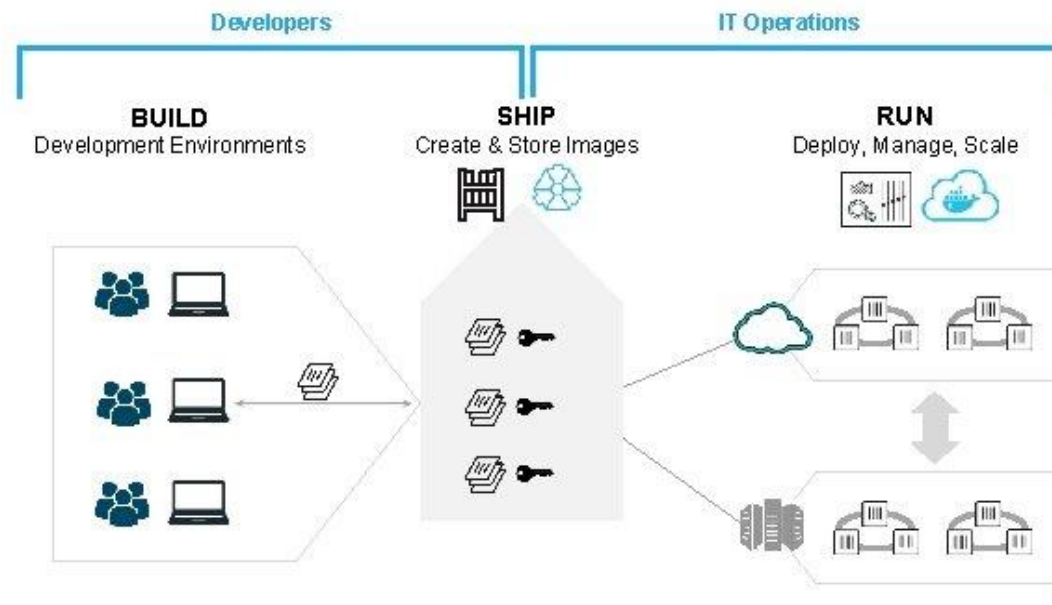 Developers
IT Operations
BUILD
Development Environments
SHIP
Create & Store Images
RUN
Deploy, Manage, Scale